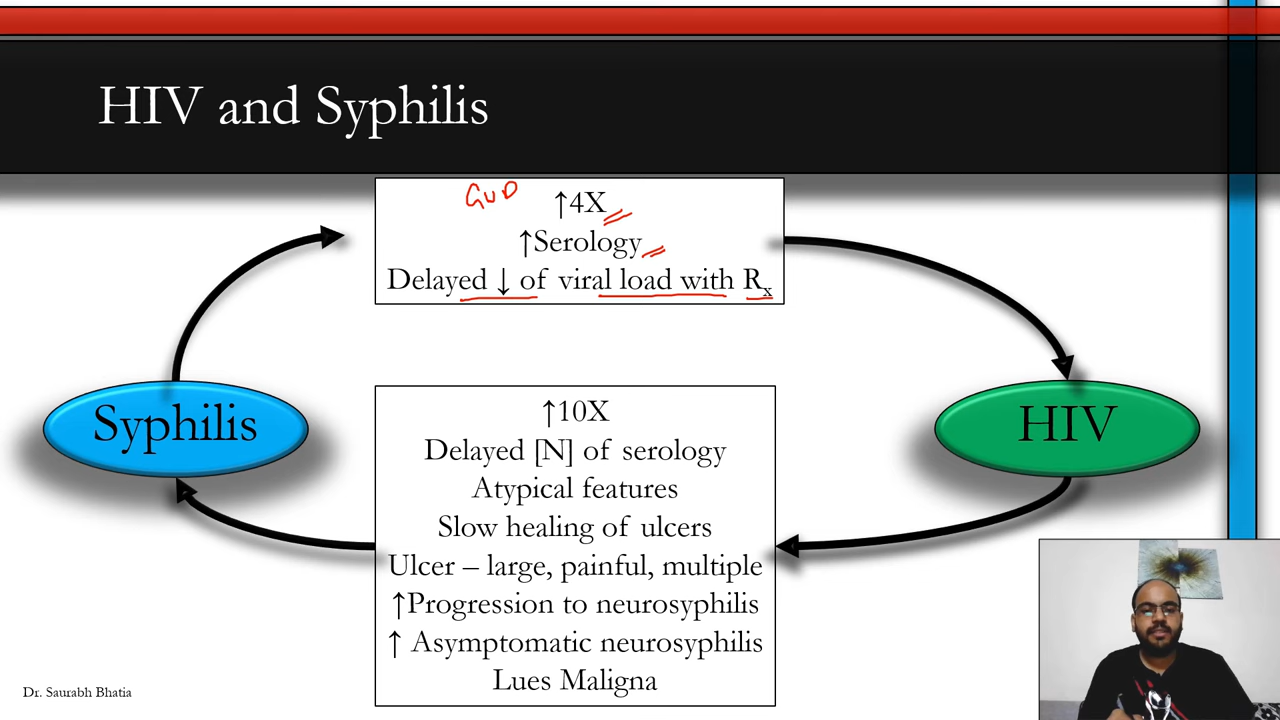 HIV and Syphilis
GUD
↑4X
↑Serology
Delayed ↓ of viral load with Rx
Syphilis
HIV
↑10X
Delayed [N] of serology
Atypical features
Slow healing of ulcers
Ulcer – large, painful, multiple
↑Progression to neurosyphilis
↑ Asymptomatic neurosyphilis
Lues Maligna
Dr. Saurabh Bhatia